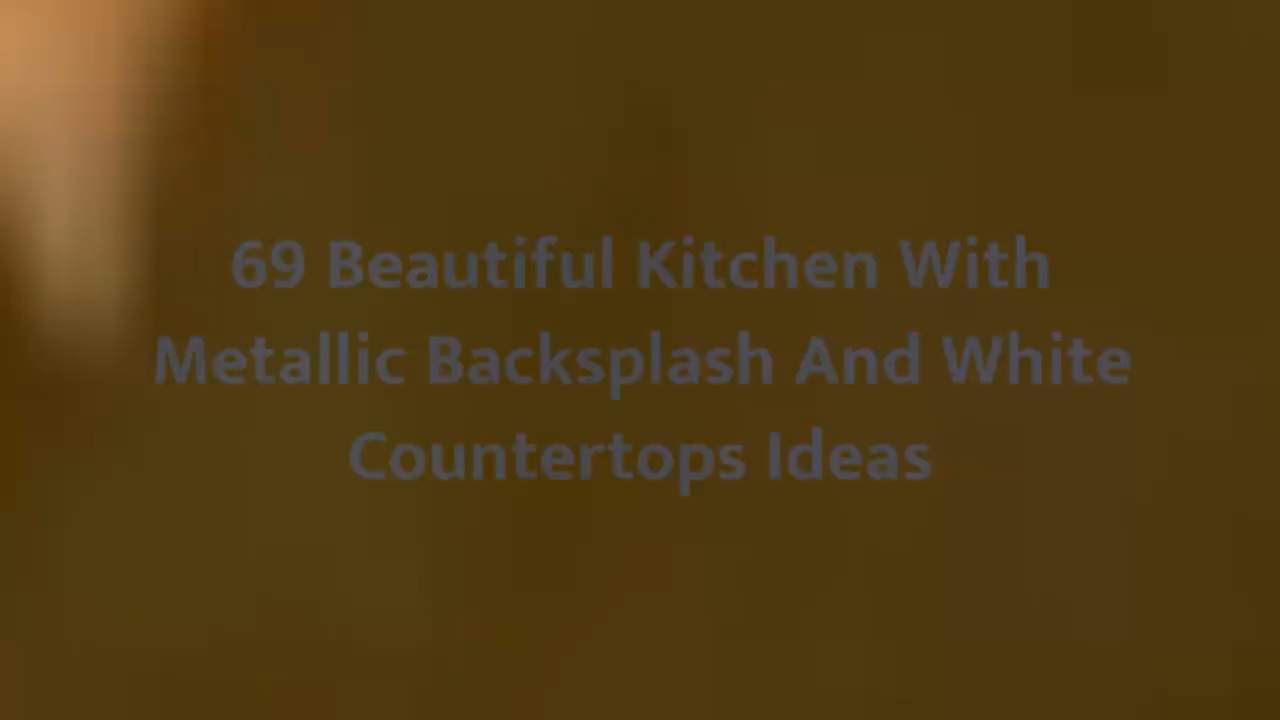 69 Beautiful Kitchen With
Metallic Backsplash And White
Countertops Ideas